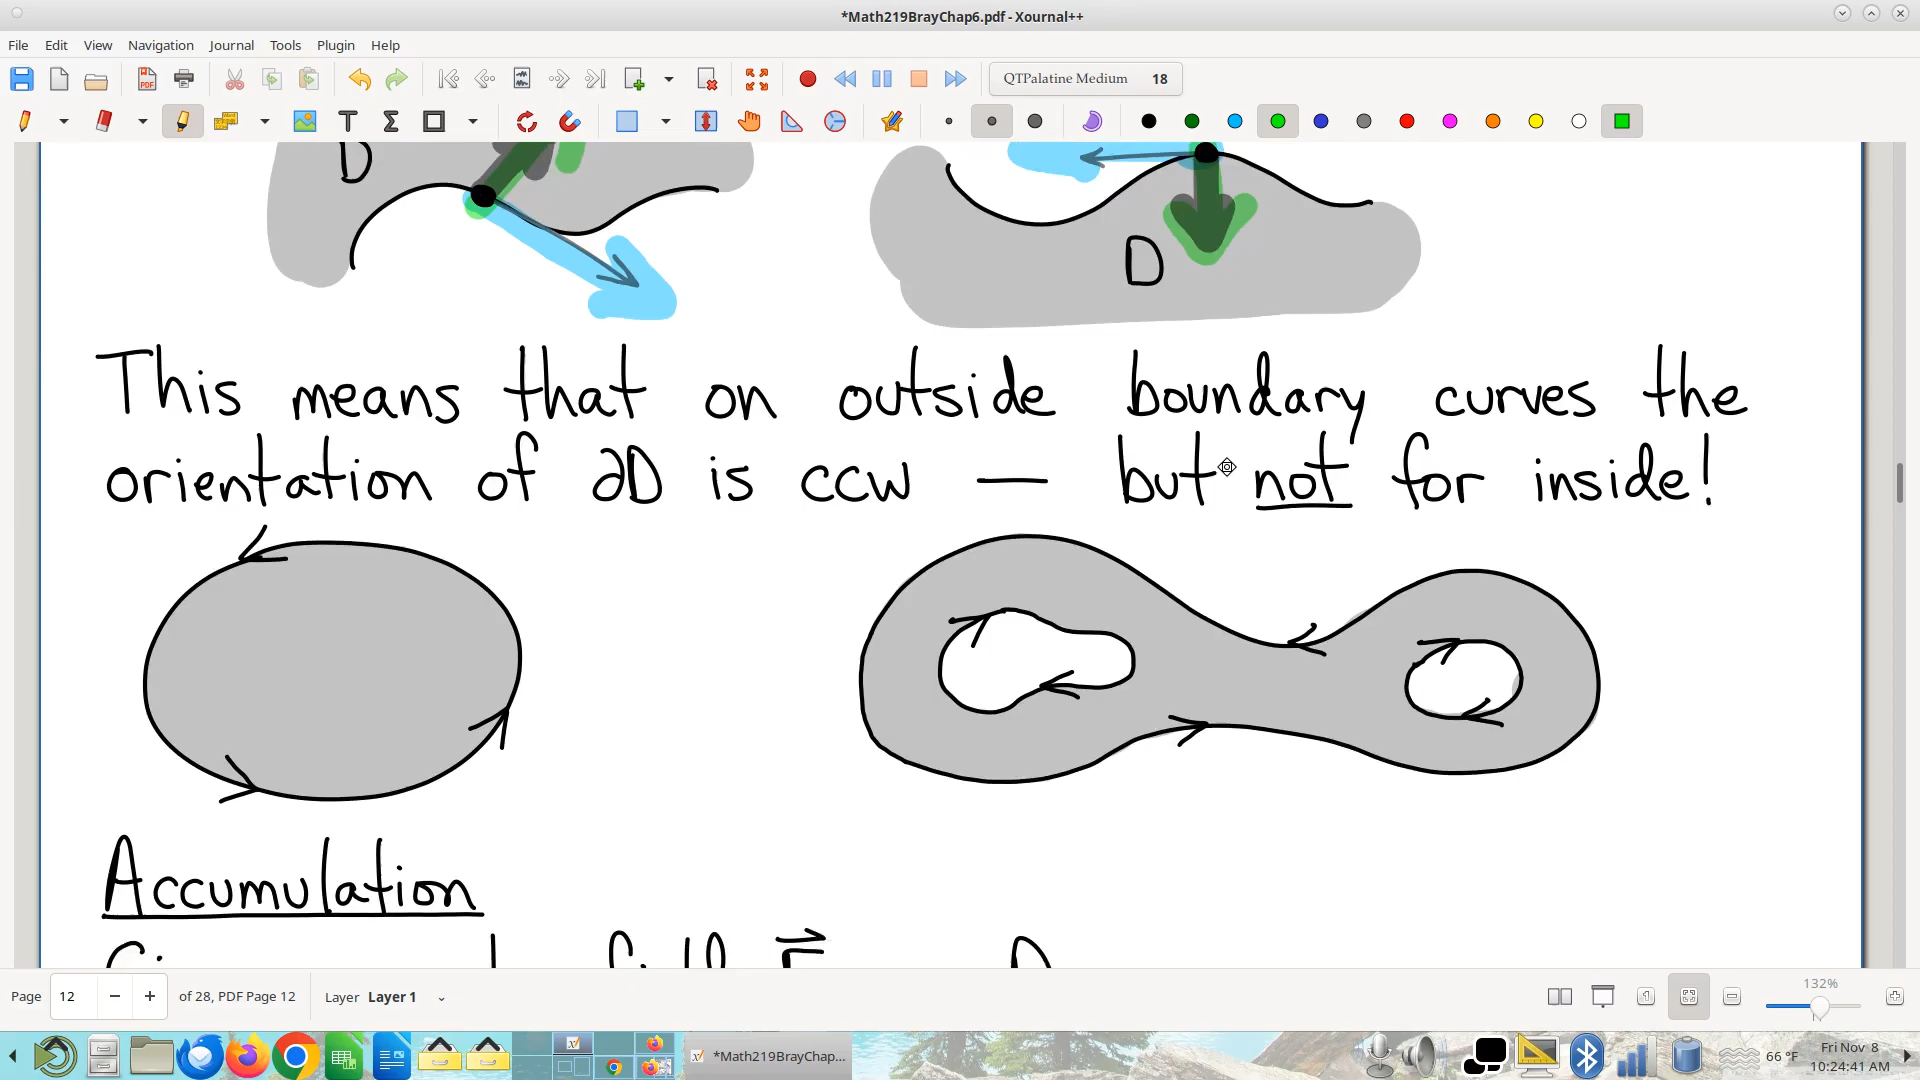 *Math219BrayChap6.pdf - Xournal++
File Edit View Navigation Journal Tools Plugin Help
PDF
QTPalatine Medium 18
T Σ
D
D
This means that on outside boundary curves the
orientation of ∂D is ccw — but not for inside!
Accumulation
132%
Page 12 of 28, PDF Page 12 Layer Layer 1
*Math219BrayChap...
66 °F
Fri Nov 8
10:24:41 AM